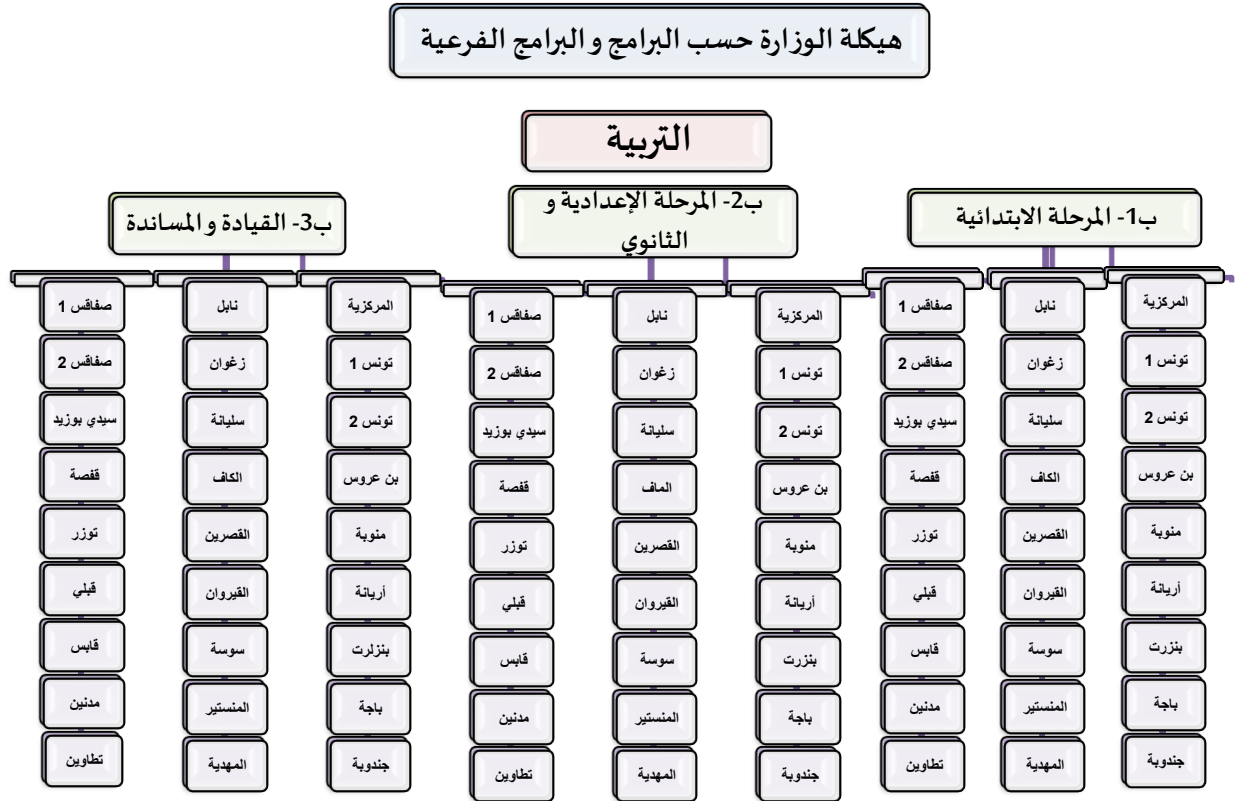 هيكلة الوزارة حسب البرامج و البرامج الفرعية
التربية
ب1- المرحلة الابتدائية
المركزية
تونس 1
تونس 2
بن عروس
منوبة
أريانة
بنزرت
باجة
جندوبة
نابل
زغوان
سليانة
الكاف
القصرين
القيروان
سوسة
المنستير
المهدية
صفاقس 1
صفاقس 2
سيدي بوزيد
قفصة
توزر
قبلي
قابس
مدنين
تطاوين
ب2- المرحلة الإعدادية و
الثانوي
المركزية
تونس 1
تونس 2
بن عروس
منوبة
أريانة
بنزرت
باجة
جندوبة
نابل
زغوان
سليانة
الماف
القصرين
القيروان
سوسة
المنستير
المهدية
صفاقس 1
صفاقس 2
سيدي بوزيد
قفصة
توزر
قبلي
قابس
مدنين
تطاوين
ب3- القيادة و المساندة
المركزية
تونس 1
تونس 2
بن عروس
منوبة
أريانة
بنزلرت
باجة
جندوبة
نابل
زغوان
سليانة
الكاف
القصرين
القيروان
سوسة
المنستير
المهدية
صفاقس 1
صفاقس 2
سيدي بوزيد
قفصة
توزر
قبلي
قابس
مدنين
تطاوين